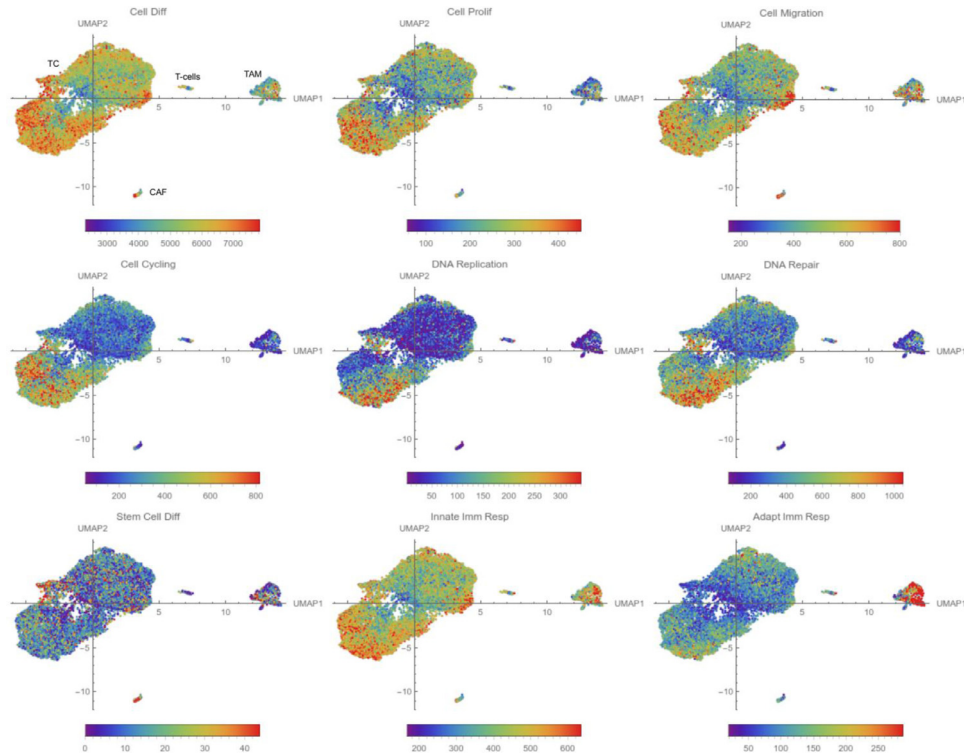 Cell Diff
UMAP2
TC
T-cells
TAM
5
10
UMAP1
−5
−10
CAF
3000 4000 5000 6000 7000
Cell Prolif
UMAP2
5
10
UMAP1
−5
−10
100 200 300 400
Cell Migration
UMAP2
5
10
UMAP1
−5
−10
200 400 600 800
Cell Cycling
UMAP2
5
10
UMAP1
−5
−10
200 400 600 800
DNA Replication
UMAP2
5
10
UMAP1
−5
−10
50 100 150 200 250 300
DNA Repair
UMAP2
5
10
UMAP1
−5
−10
200 400 600 800 1000
Stem Cell Diff
UMAP2
5
10
UMAP1
−5
−10
0 10 20 30 40
Innate Imm Resp
UMAP2
5
10
UMAP1
−5
−10
200 300 400 500 600
Adapt Imm Resp
UMAP2
5
10
UMAP1
−5
−10
50 100 150 200 250